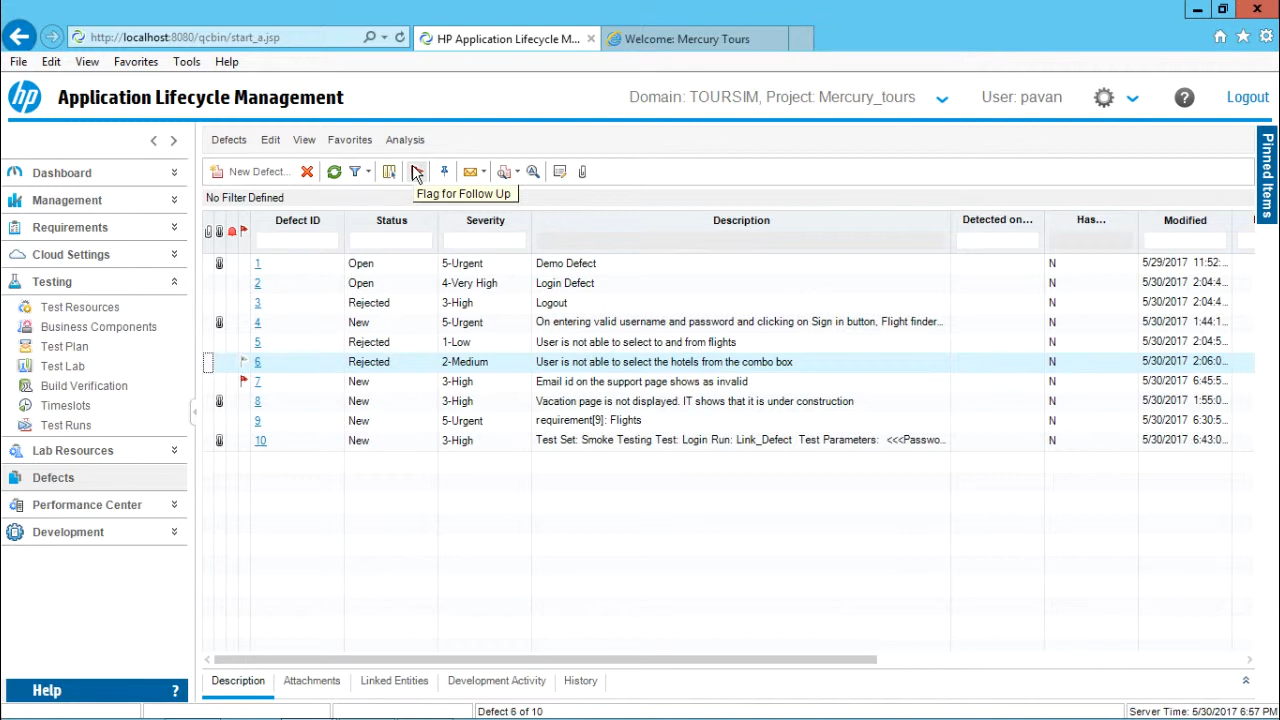 http://localhost:8080/qcbin/start_a.jsp
HP Application Lifecycle M...
Welcome: Mercury Tours
File Edit View Favorites Tools Help
hp
Application Lifecycle Management
Domain: TOURSIM, Project: Mercury_tours
User: pavan
Logout
Dashboard
Management
Requirements
Cloud Settings
Testing
Test Resources
Business Components
Test Plan
Test Lab
Build Verification
Timeslots
Test Runs
Lab Resources
Defects
Performance Center
Development
Help ?
Defects Edit View Favorites Analysis
New Defect...
Flag for Follow Up
No Filter Defined
Defect ID Status Severity Description Detected on... Has... Modified
1 Open 5-Urgent Demo Defect N 5/29/2017 11:52:...
2 Open 4-Very High Login Defect N 5/30/2017 2:04:4...
3 Rejected 3-High Logout N 5/30/2017 2:04:4...
4 New 5-Urgent On entering valid username and password and clicking on Sign in button, Flight finder... N 5/30/2017 1:44:1...
5 Rejected 1-Low User is not able to select to and from flights N 5/30/2017 2:04:5...
6 Rejected 2-Medium User is not able to select the hotels from the combo box N 5/30/2017 2:06:0...
7 New 3-High Email id on the support page shows as invalid N 5/30/2017 6:45:5...
8 New 3-High Vacation page is not displayed. IT shows that it is under construction N 5/30/2017 1:55:0...
9 New 5-Urgent requirement[9]: Flights N 5/30/2017 6:30:5...
10 New 3-High Test Set: Smoke Testing Test: Login Run: Link_Defect Test Parameters: <<<Passwo... N 5/30/2017 6:43:0...
Description Attachments Linked Entities Development Activity History
Defect 6 of 10
Server Time: 5/30/2017 6:57 PM
Pinned Items